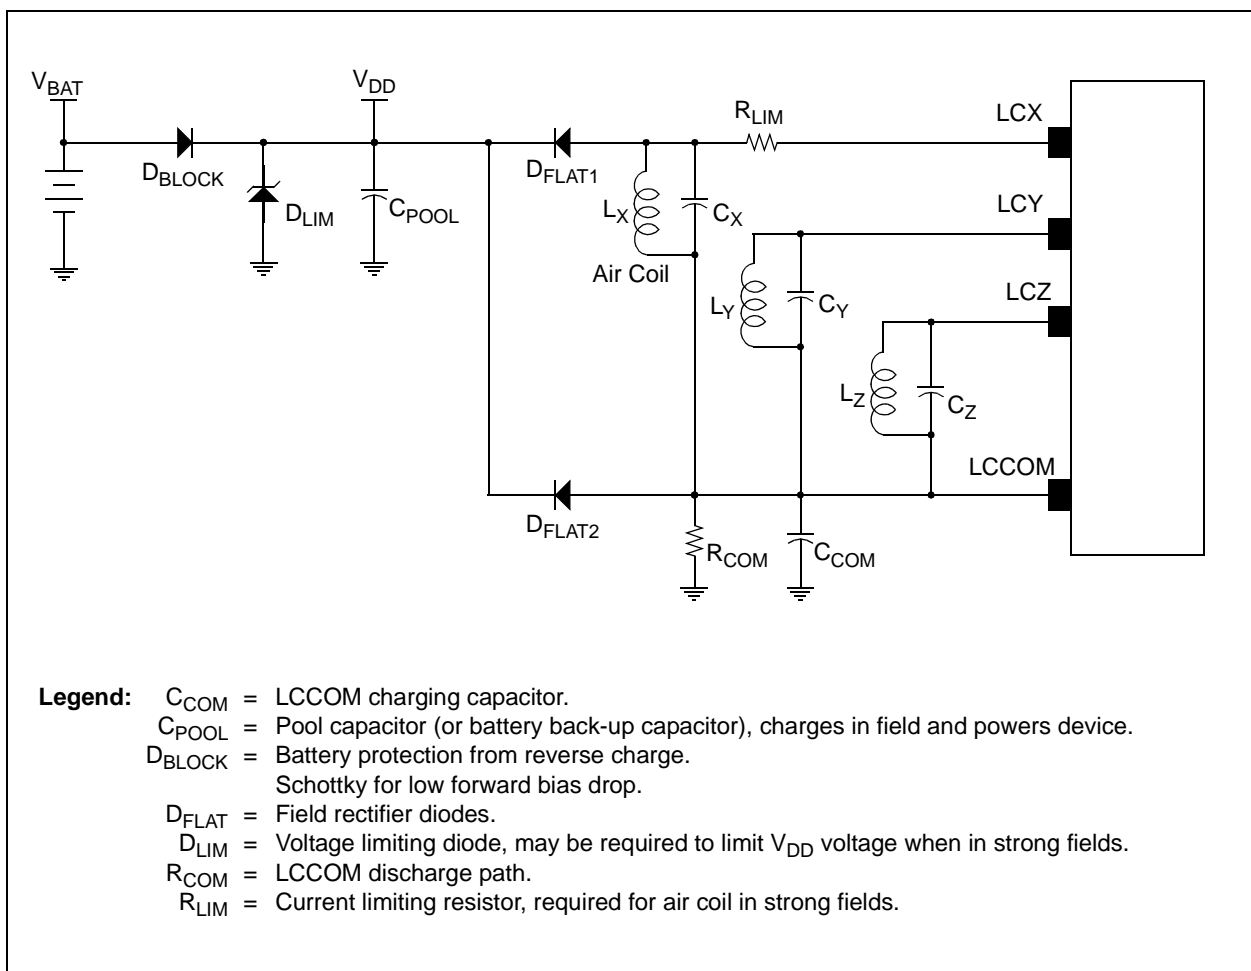 VBAT
VDD
RLIM
LCX
DBLOCK
DLIM
CPOOL
DFLAT1
LX
CX
Air Coil
LCY
LY
CY
LCZ
LZ
CZ
LCCOM
DFLAT2
RCOM
CCOM
Legend: CCOM = LCCOM charging capacitor.
CPOOL = Pool capacitor (or battery back-up capacitor), charges in field and powers device.
DBLOCK = Battery protection from reverse charge.
Schottky for low forward bias drop.
DFLAT = Field rectifier diodes.
DLIM = Voltage limiting diode, may be required to limit VDD voltage when in strong fields.
RCOM = LCCOM discharge path.
RLIM = Current limiting resistor, required for air coil in strong fields.